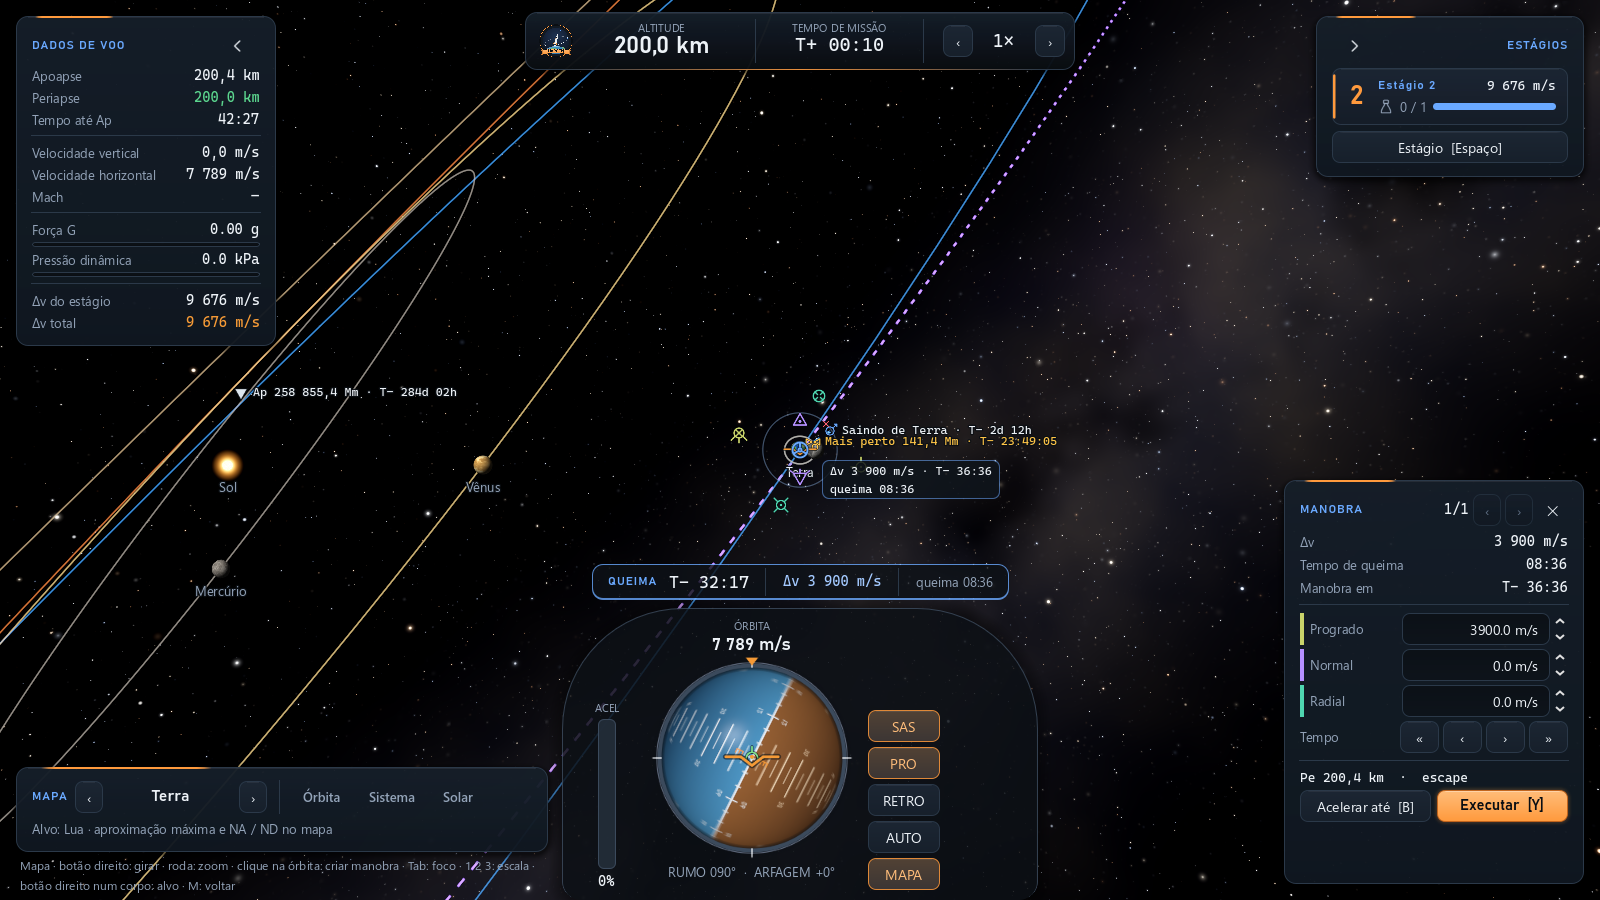 DADOS DE VOO
Apoapse 200,4 km
Periapse 200,0 km
Tempo até Ap 42:27
Velocidade vertical 0,0 m/s
Velocidade horizontal 7 789 m/s
Mach –
Força G 0.00 g
Pressão dinâmica 0.0 kPa
Δv do estágio 9 676 m/s
Δv total 9 676 m/s
ALTITUDE
200,0 km
TEMPO DE MISSÃO
T+ 00:10
‹ 1× ›
ESTÁGIOS
2 Estágio 2 9 676 m/s
0 / 1
Estágio [Espaço]
Ap 258 855,4 Mm · T− 284d 02h
Sol
Vênus
Mercúrio
Saindo de Terra · T− 2d 12h
Mais perto 141,4 Mm · T− 23:49:05
Terra
Δv 3 900 m/s · T− 36:36
queima 08:36
QUEIMA T− 32:17 Δv 3 900 m/s queima 08:36
ÓRBITA
7 789 m/s
ACEL
0%
SAS
PRO
RETRO
AUTO
MAPA
RUMO 090° · ARFAGEM +0°
MANOBRA 1/1 ‹ ›
Δv 3 900 m/s
Tempo de queima 08:36
Manobra em T− 36:36
Progrado 3900.0 m/s
Normal 0.0 m/s
Radial 0.0 m/s
Tempo « ‹ › »
Pe 200,4 km · escape
Acelerar até [B]
Executar [Y]
MAPA ‹ Terra › Órbita Sistema Solar
Alvo: Lua · aproximação máxima e NA / ND no mapa
Mapa · botão direito: girar · roda: zoom · clique na órbita: criar manobra · Tab: foco · 1 2 3: escala ·
botão direito num corpo: alvo · M: voltar